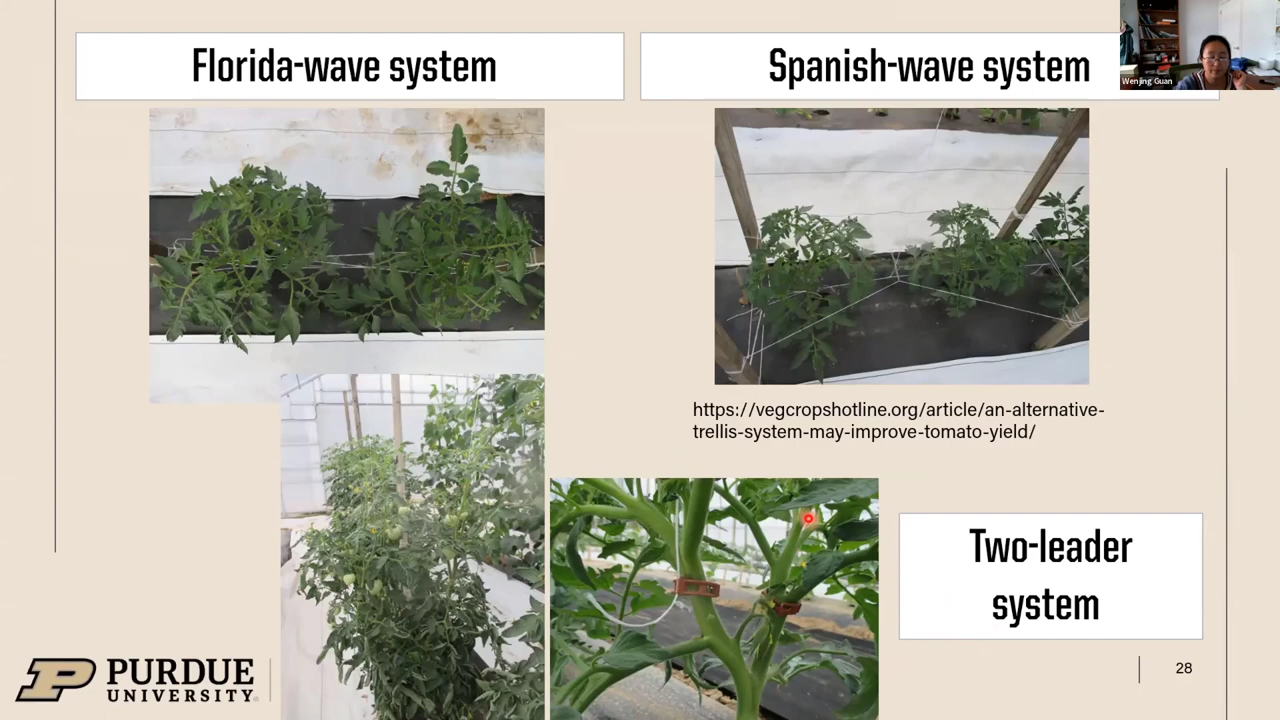 Florida-wave system
Spanish-wave system
Wenjing Guan
https://vegcropshotline.org/article/an-alternative-
trellis-system-may-improve-tomato-yield/
Two-leader
system
PURDUE
UNIVERSITY
28